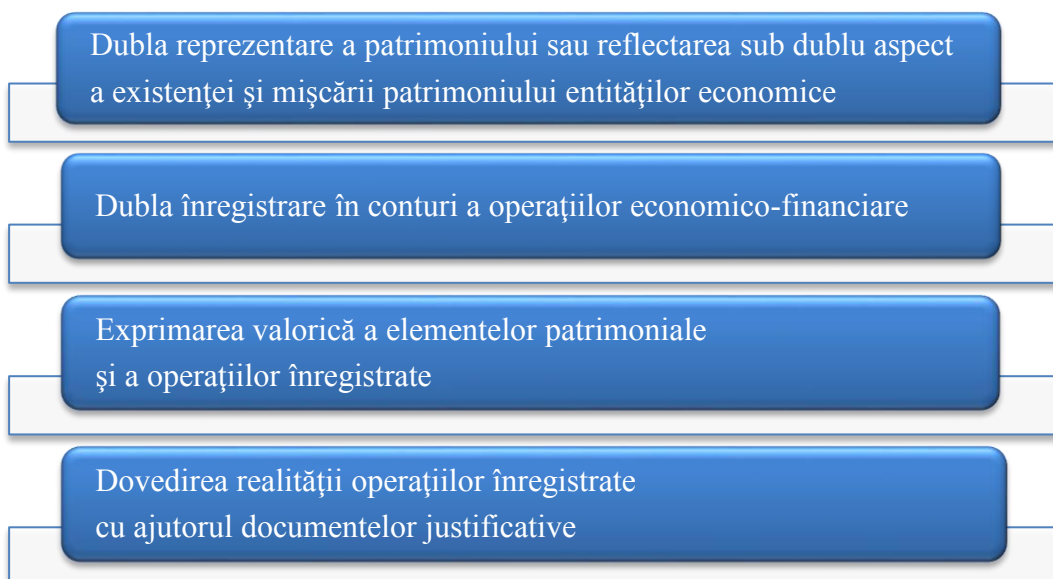 Dubla reprezentare a patrimoniului sau reflectarea sub dublu aspect
a existenţei şi mişcării patrimoniului entităţilor economice
Dubla înregistrare în conturi a operaţiilor economico-financiare
Exprimarea valorică a elementelor patrimoniale
şi a operaţiilor înregistrate
Dovedirea realităţii operaţiilor înregistrate
cu ajutorul documentelor justificative